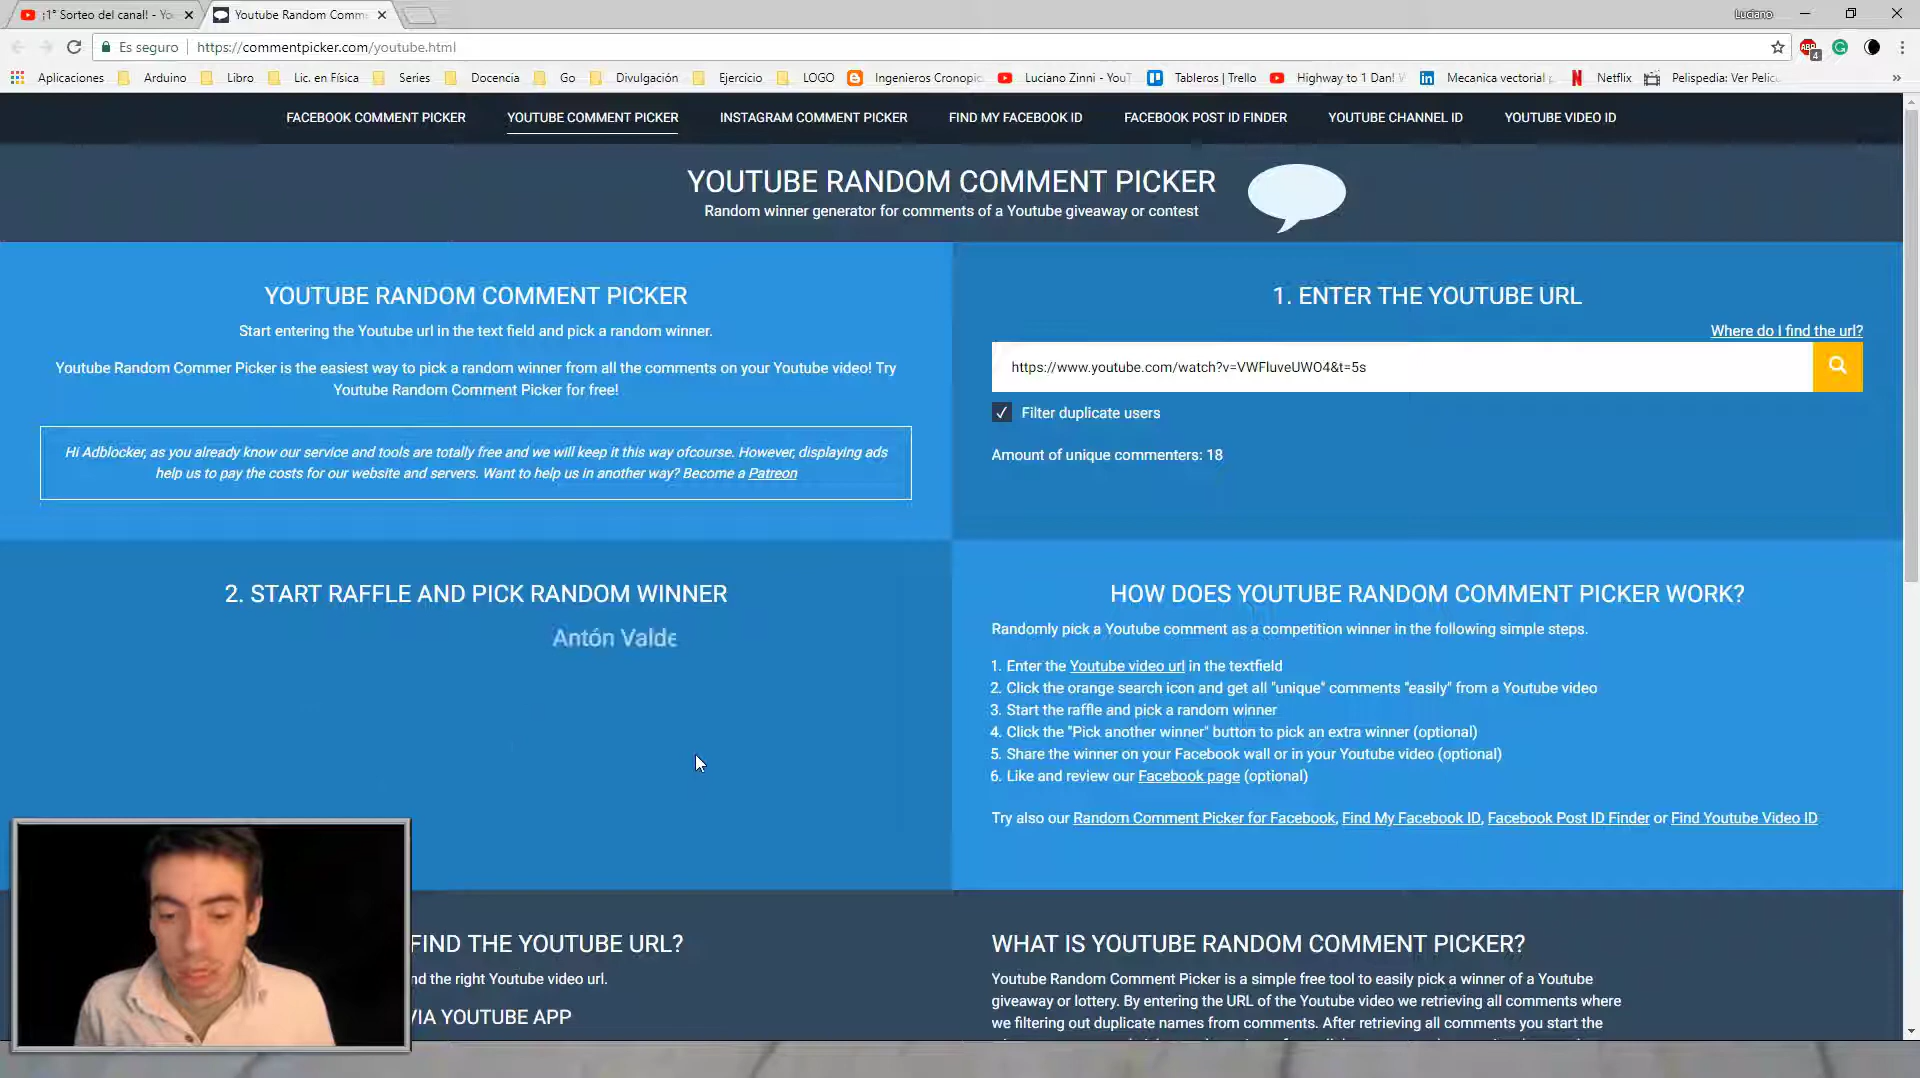 ¡1° Sorteo del canal! - Yo
Youtube Random Comm
Luciano
Es seguro
https://commentpicker.com/youtube.html
ABP
4
Aplicaciones
Arduino
Libro
Lic. en Física
Series
Docencia
Go
Divulgación
Ejercicio
LOGO
Ingenieros Cronopic
Luciano Zinni - YouT
Tableros | Trello
Highway to 1 Dan!
Mecanica vectorial
Netflix
Pelispedia: Ver Pelic
»
FACEBOOK COMMENT PICKER
YOUTUBE COMMENT PICKER
INSTAGRAM COMMENT PICKER
FIND MY FACEBOOK ID
FACEBOOK POST ID FINDER
YOUTUBE CHANNEL ID
YOUTUBE VIDEO ID
YOUTUBE RANDOM COMMENT PICKER
Random winner generator for comments of a Youtube giveaway or contest
YOUTUBE RANDOM COMMENT PICKER
Start entering the Youtube url in the text field and pick a random winner.
Youtube Random Commer Picker is the easiest way to pick a random winner from all the comments on your Youtube video! Try
Youtube Random Comment Picker for free!
Hi Adblocker, as you already know our service and tools are totally free and we will keep it this way ofcourse. However, displaying ads
help us to pay the costs for our website and servers. Want to help us in another way? Become a Patreon
1. ENTER THE YOUTUBE URL
Where do I find the url?
https://www.youtube.com/watch?v=VWFluveUWO4&t=5s
Filter duplicate users
Amount of unique commenters: 18
2. START RAFFLE AND PICK RANDOM WINNER
Antón Valde
HOW DOES YOUTUBE RANDOM COMMENT PICKER WORK?
Randomly pick a Youtube comment as a competition winner in the following simple steps.
1. Enter the Youtube video url in the textfield
2. Click the orange search icon and get all "unique" comments "easily" from a Youtube video
3. Start the raffle and pick a random winner
4. Click the "Pick another winner" button to pick an extra winner (optional)
5. Share the winner on your Facebook wall or in your Youtube video (optional)
6. Like and review our Facebook page (optional)
Try also our Random Comment Picker for Facebook, Find My Facebook ID, Facebook Post ID Finder or Find Youtube Video ID
FIND THE YOUTUBE URL?
nd the right Youtube video url.
VIA YOUTUBE APP
WHAT IS YOUTUBE RANDOM COMMENT PICKER?
Youtube Random Comment Picker is a simple free tool to easily pick a winner of a Youtube
giveaway or lottery. By entering the URL of the Youtube video we retrieving all comments where
we filtering out duplicate names from comments. After retrieving all comments you start the